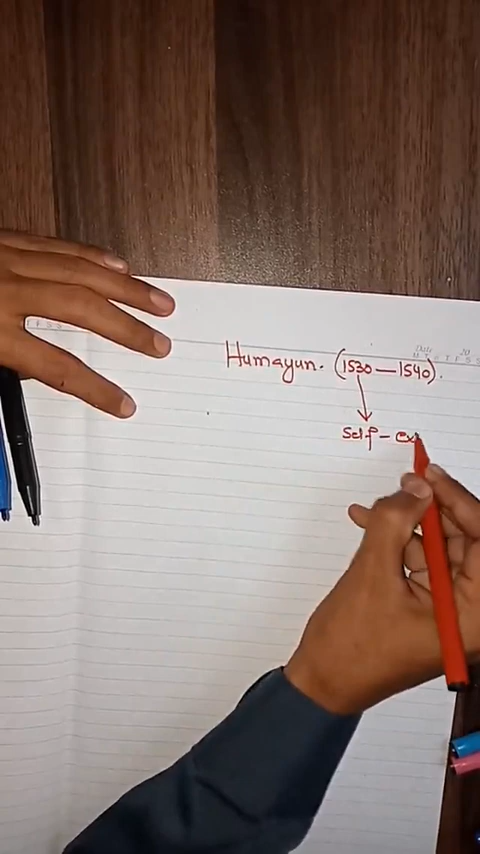 Humayun. (1530 — 1540).
Self - ex